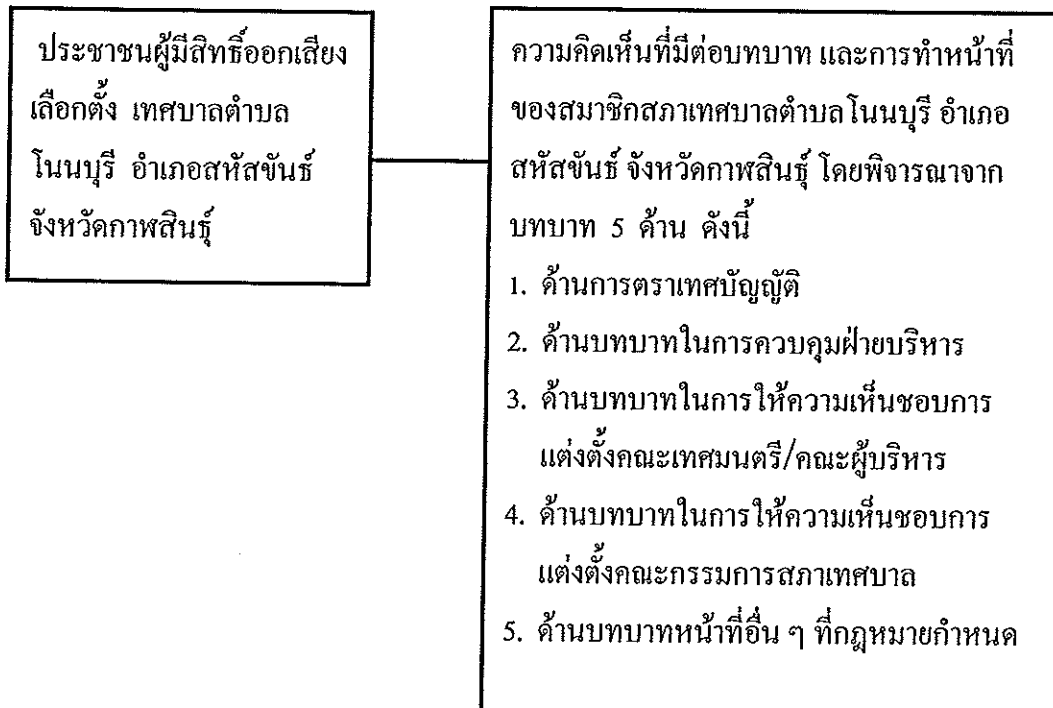 ประชาชนผู้มีสิทธิ์ออกเสียง
เลือกตั้ง เทศบาลตำบล
โนนบุรี อำเภอสหัสขันธ์
จังหวัดกาฬสินธุ์
ความคิดเห็นที่มีต่อบทบาท และการทำหน้าที่
ของสมาชิกสภาเทศบาลตำบลโนนบุรี อำเภอ
สหัสขันธ์ จังหวัดกาฬสินธุ์ โดยพิจารณาจาก
บทบาท 5 ด้าน ดังนี้
1. ด้านการตราเทศบัญญัติ
2. ด้านบทบาทในการควบคุมฝ่ายบริหาร
3. ด้านบทบาทในการให้ความเห็นชอบการ
แต่งตั้งคณะเทศมนตรี/คณะผู้บริหาร
4. ด้านบทบาทในการให้ความเห็นชอบการ
แต่งตั้งคณะกรรมการสภาเทศบาล
5. ด้านบทบาทหน้าที่อื่น ๆ ที่กฎหมายกำหนด